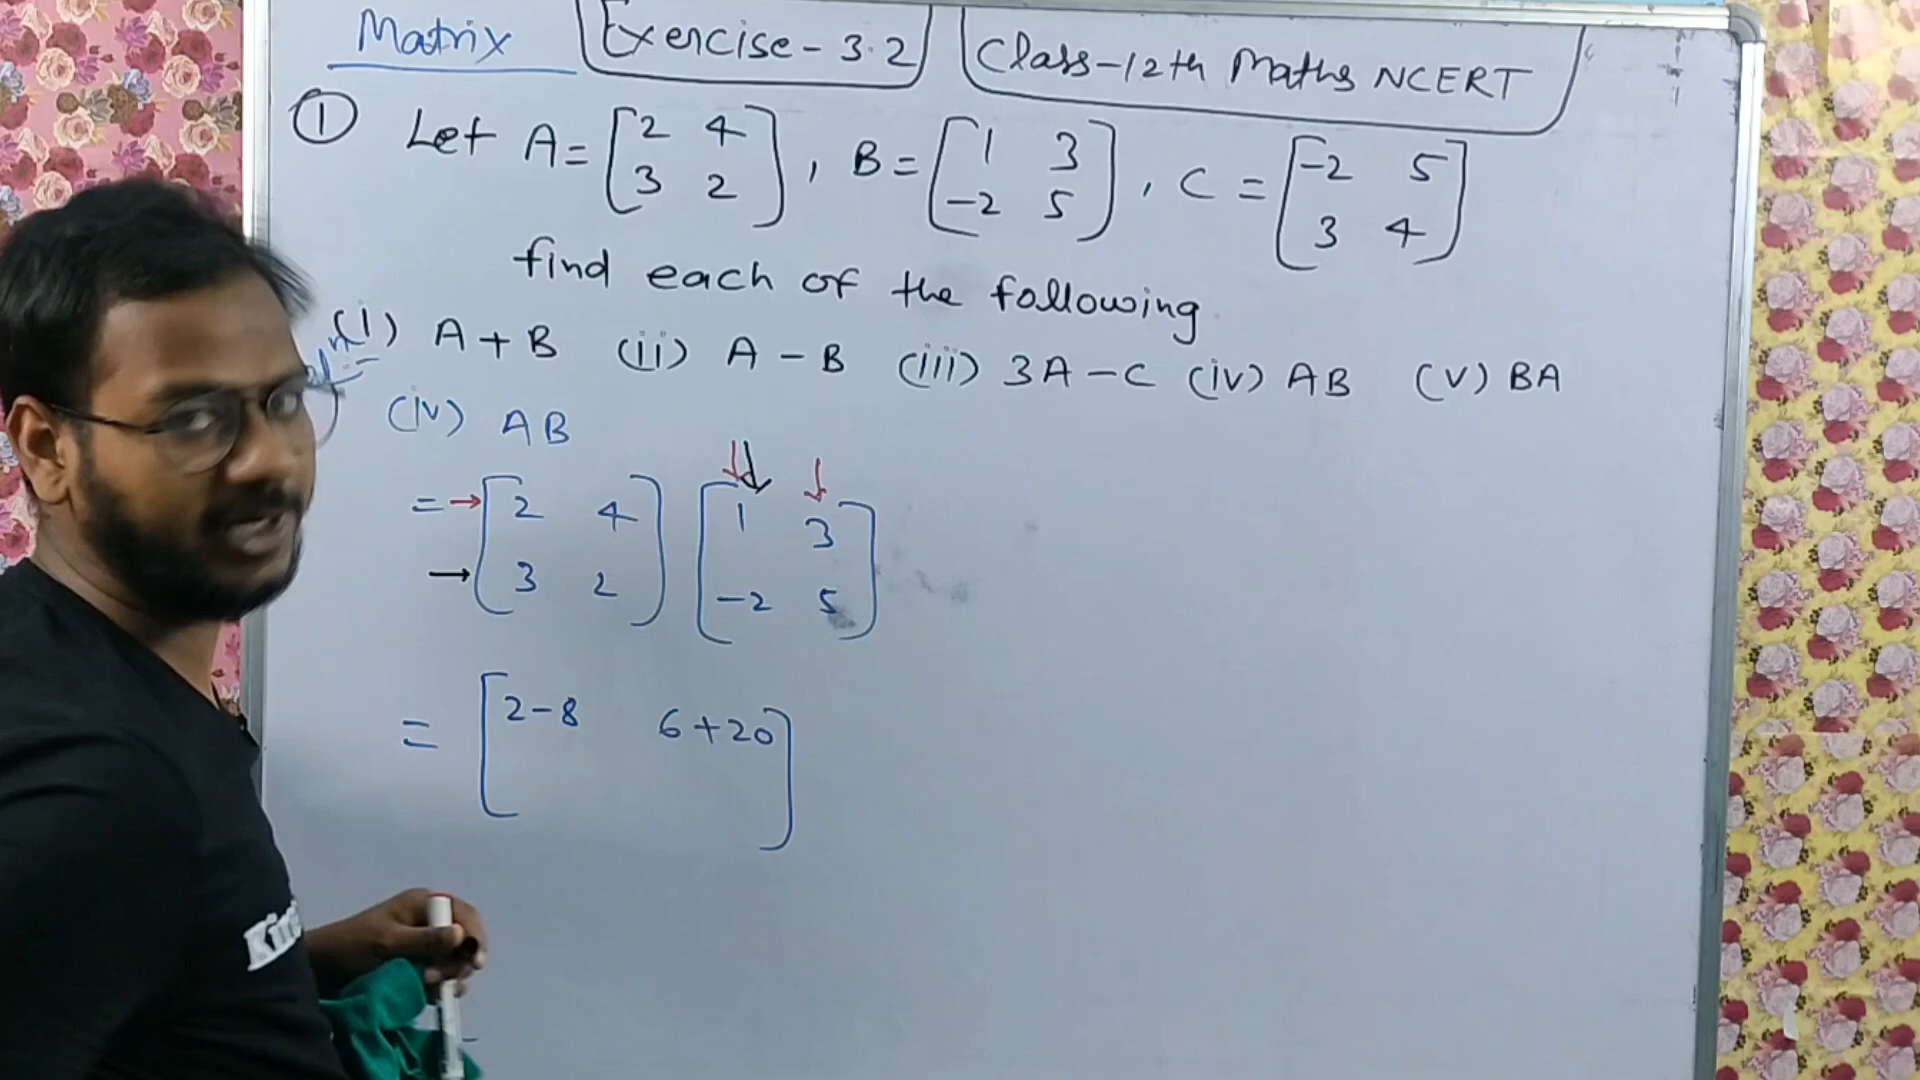 Matrix Exercise-3.2 Class-12th Maths NCERT
① Let A=[2 4 , B=[1 3 , C=[-2 5
3 2] -2 5] 3 4]
find each of the following
(i) A+B (ii) A-B (iii) 3A-C (iv) AB (v) BA
(iv) AB
= → [2 4 [1 3
→ 3 2] -2 5]
= [2-8 6+20]